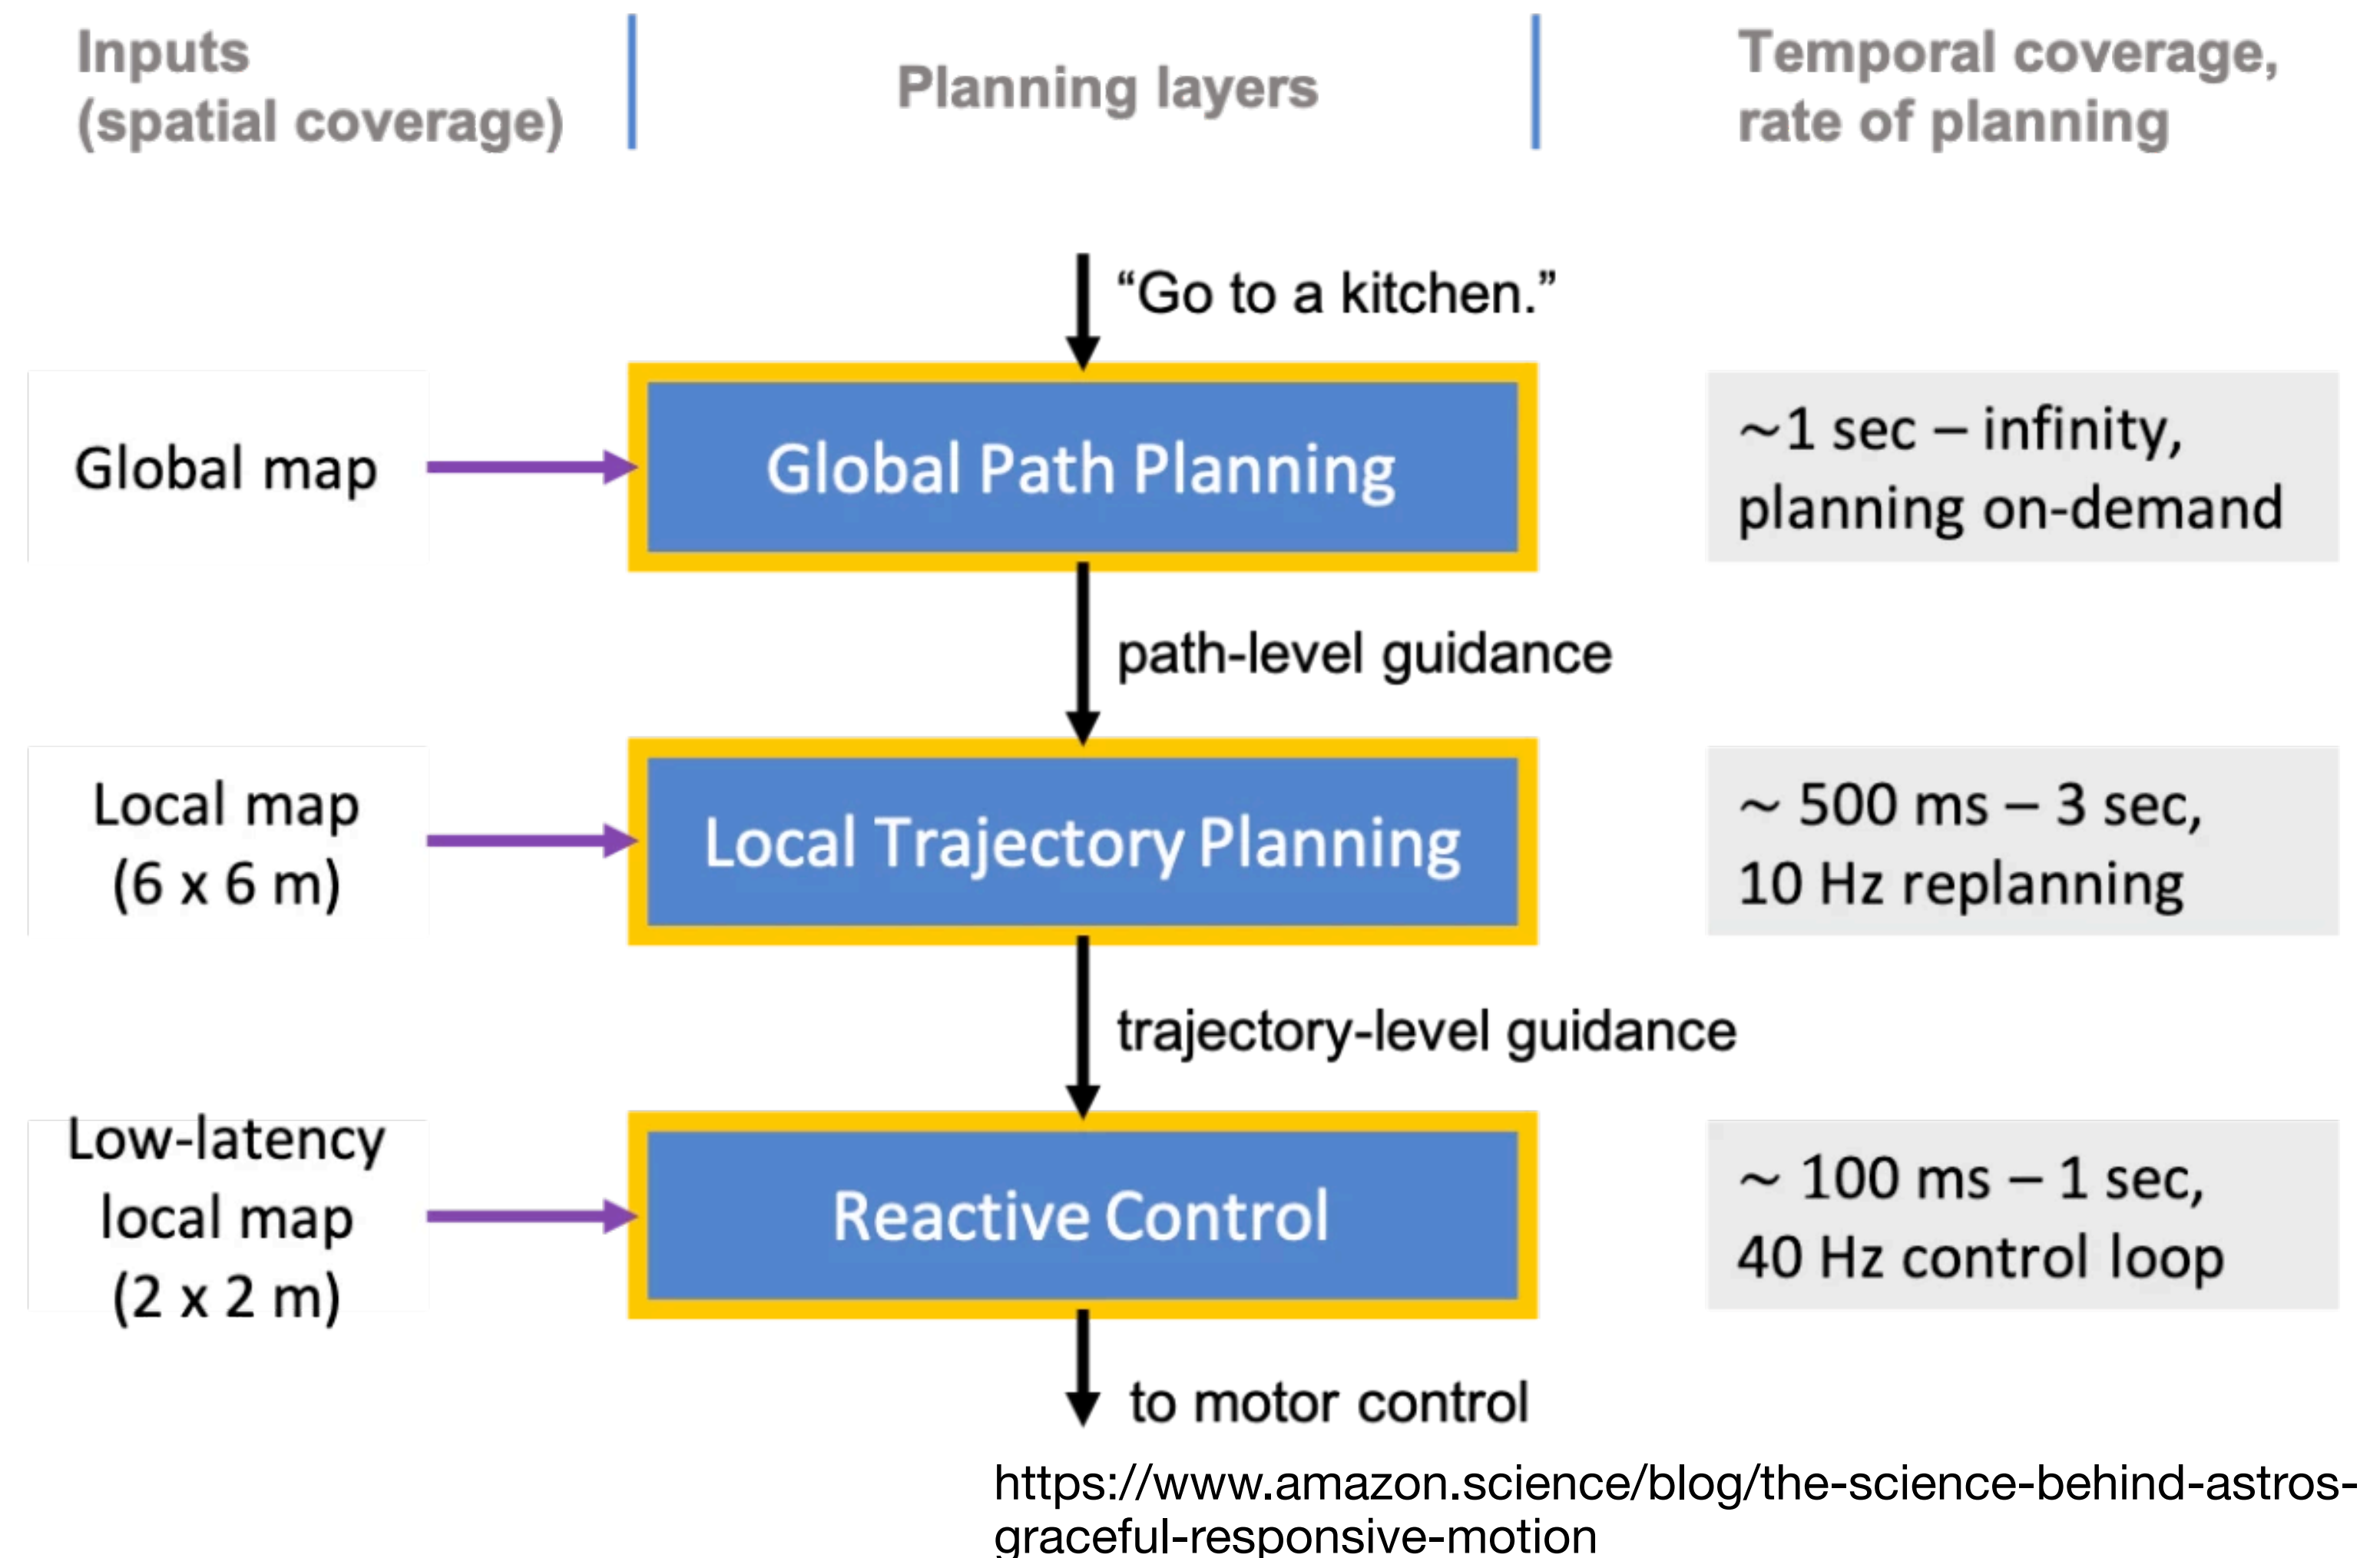 Inputs
(spatial coverage)
Planning layers
Temporal coverage,
rate of planning
“Go to a kitchen.”
Global map
Global Path Planning
~1 sec – infinity,
planning on-demand
path-level guidance
Local map
(6 x 6 m)
Local Trajectory Planning
~ 500 ms – 3 sec,
10 Hz replanning
trajectory-level guidance
Low-latency
local map
(2 x 2 m)
Reactive Control
~ 100 ms – 1 sec,
40 Hz control loop
to motor control
https://www.amazon.science/blog/the-science-behind-astros-
graceful-responsive-motion